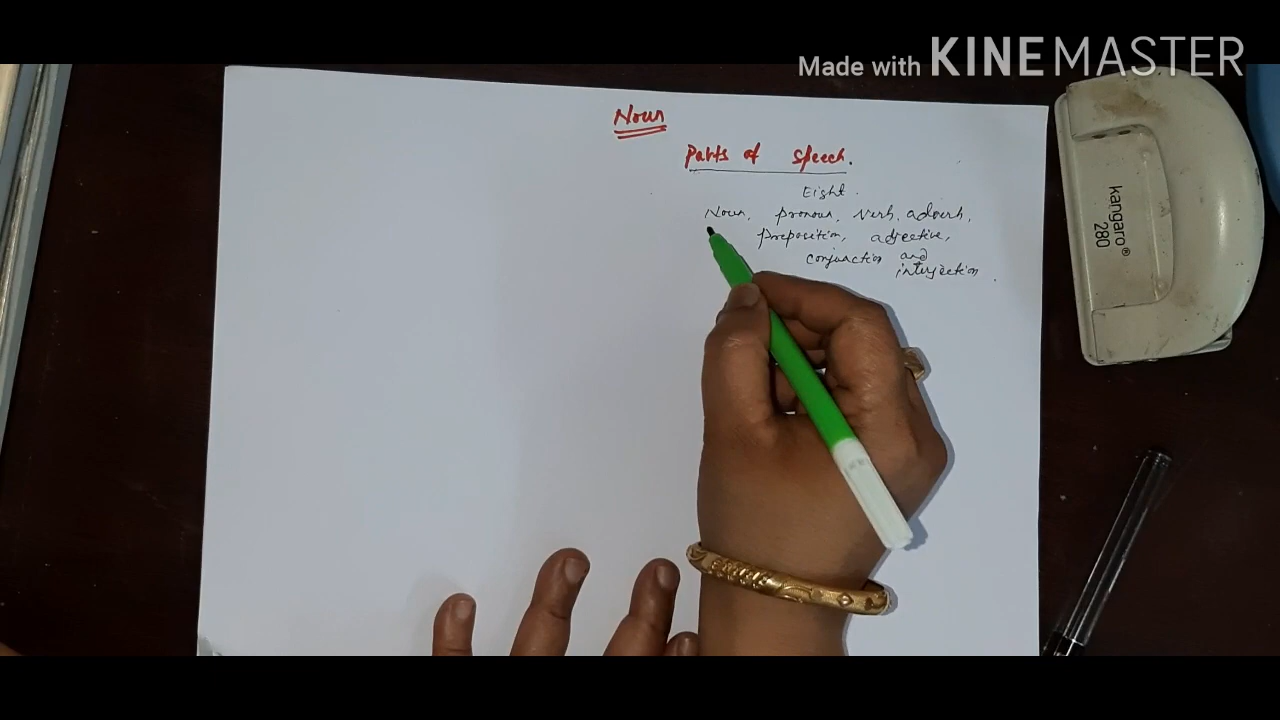 Made with KINEMASTER
Noun
Parts of speech.
Eight.
Noun, pronoun, verb, adverb,
preposition, adjective,
conjunction and
interjection.
kangaro®
280